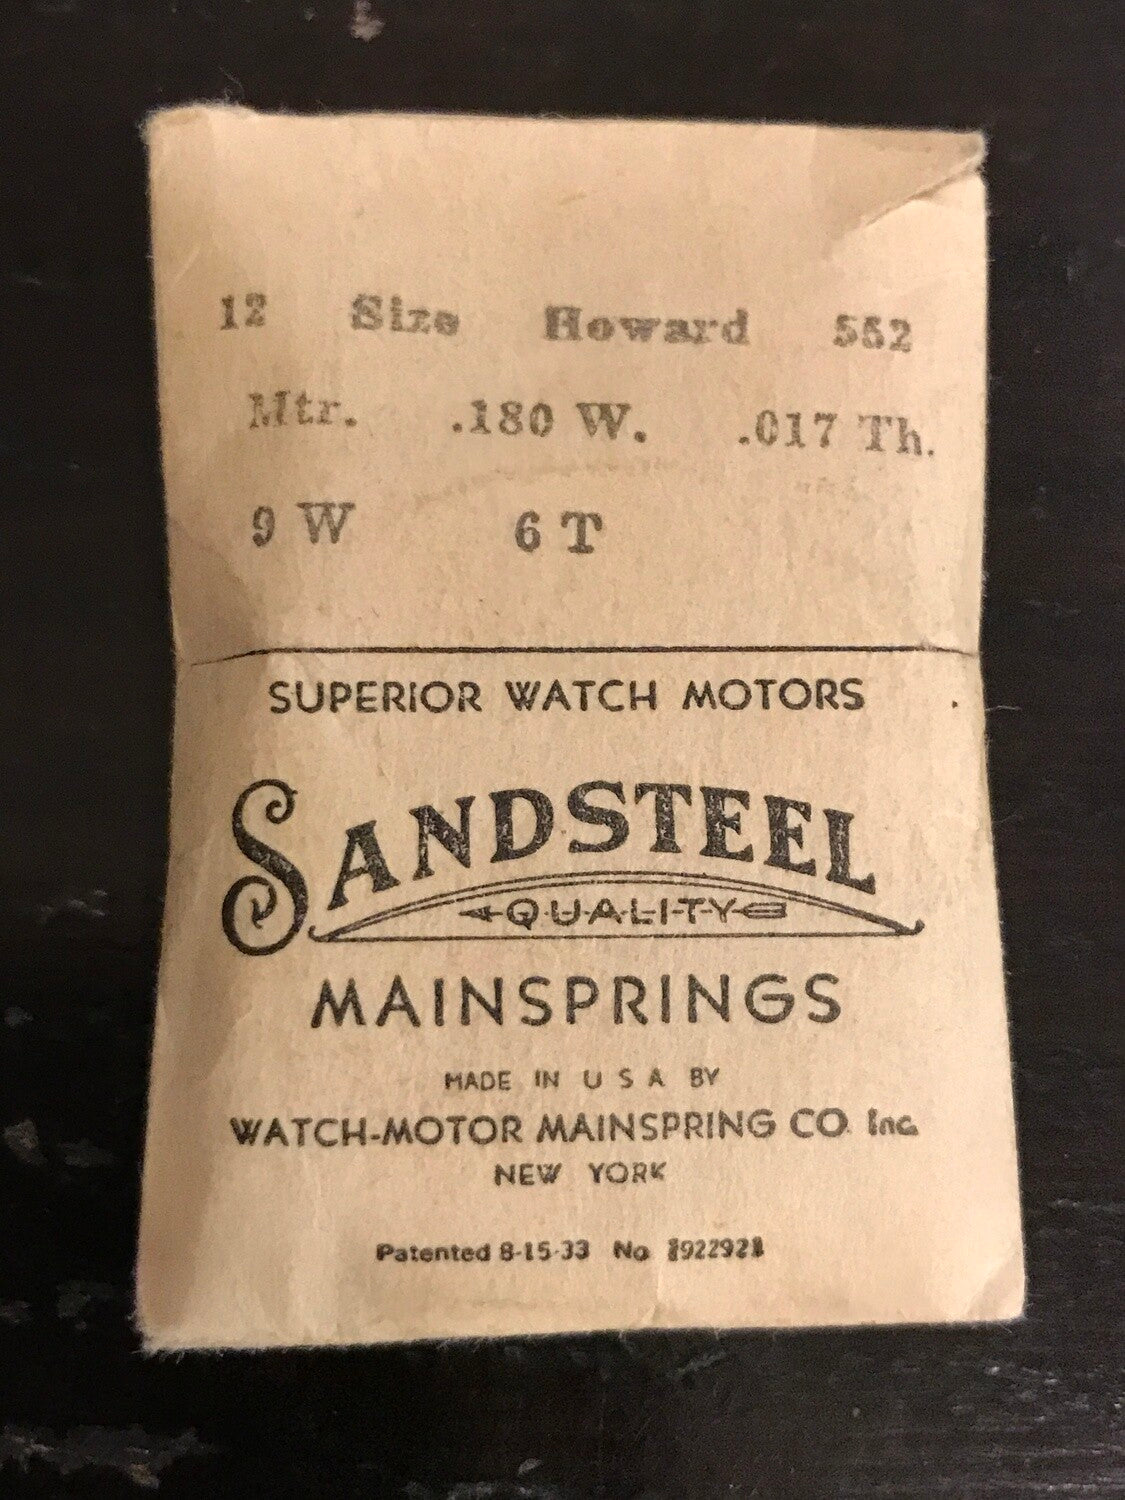 12 Size Howard 552
Mtr. .180 W. .017 Th.
9 W 6 T
SUPERIOR WATCH MOTORS
SANDSTEEL
QUALITY
MAINSPRINGS
MADE IN U S A BY
WATCH-MOTOR MAINSPRING CO. Inc.
NEW YORK
Patented 8-15-33 No 1922921